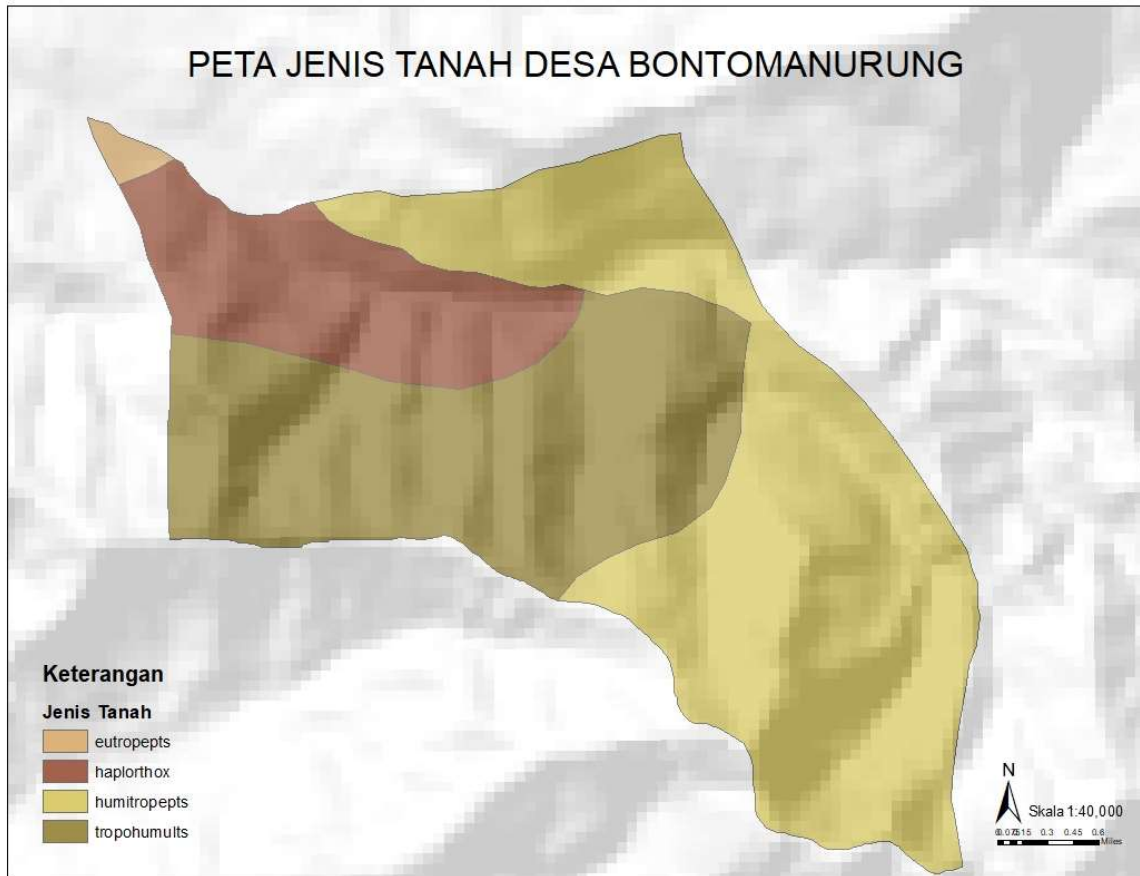 PETA JENIS TANAH DESA BONTOMANURUNG
Keterangan
Jenis Tanah
eutropepts
haplorthox
humitropepts
tropohumults
N
Skala 1:40,000
0.3 0.45 0.6
Miles